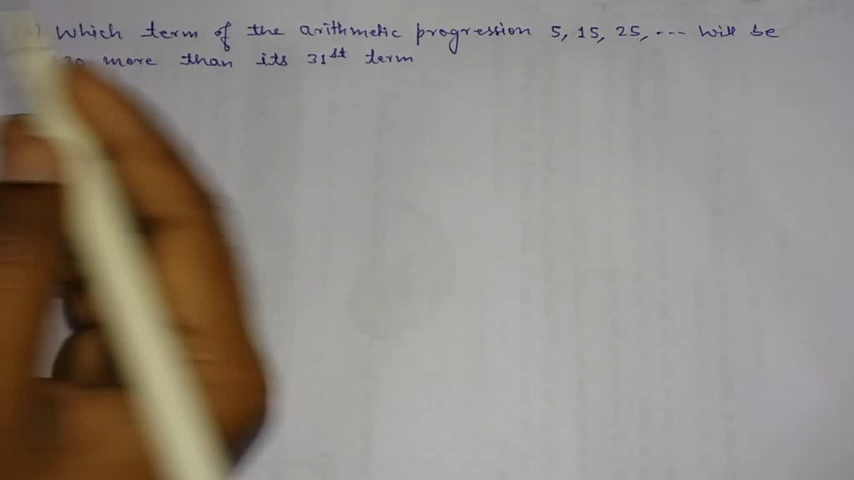 Which term of the arithmetic progression 5, 15, 25, --- will be
more than its 31st term